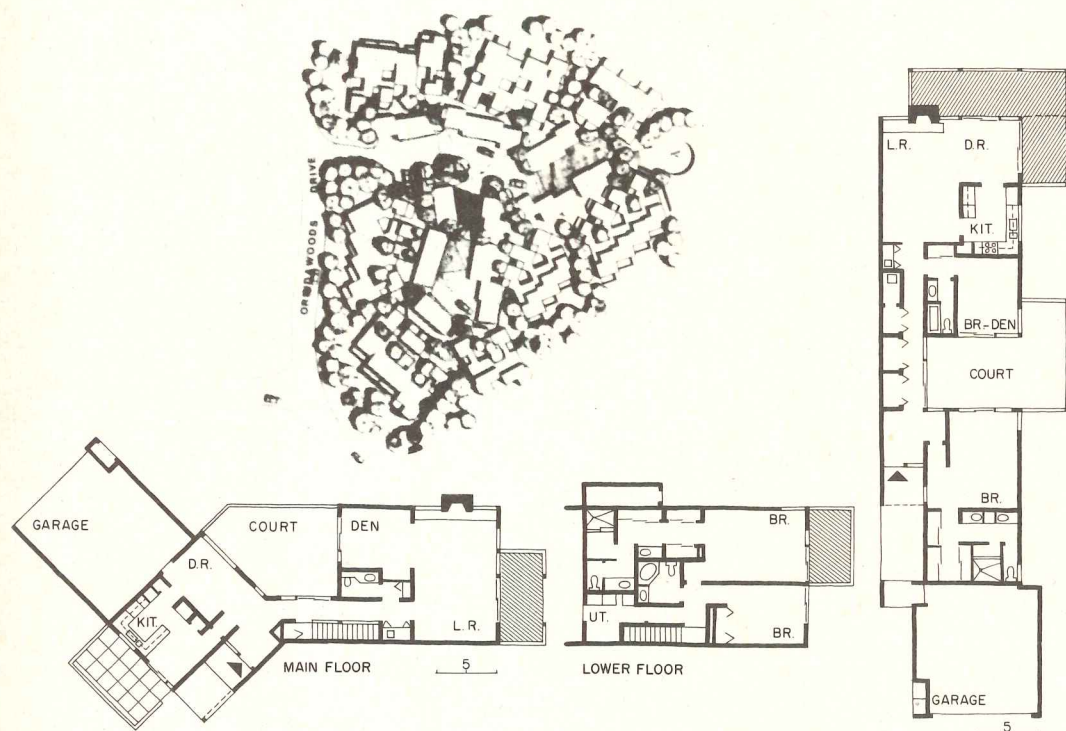 ORINDAWOODS DRIVE
GARAGE
COURT
DEN
D.R.
KIT.
L.R.
MAIN FLOOR
5
BR.
UT.
BR.
LOWER FLOOR
L.R.
D.R.
KIT.
BR.-DEN
COURT
BR.
GARAGE
5